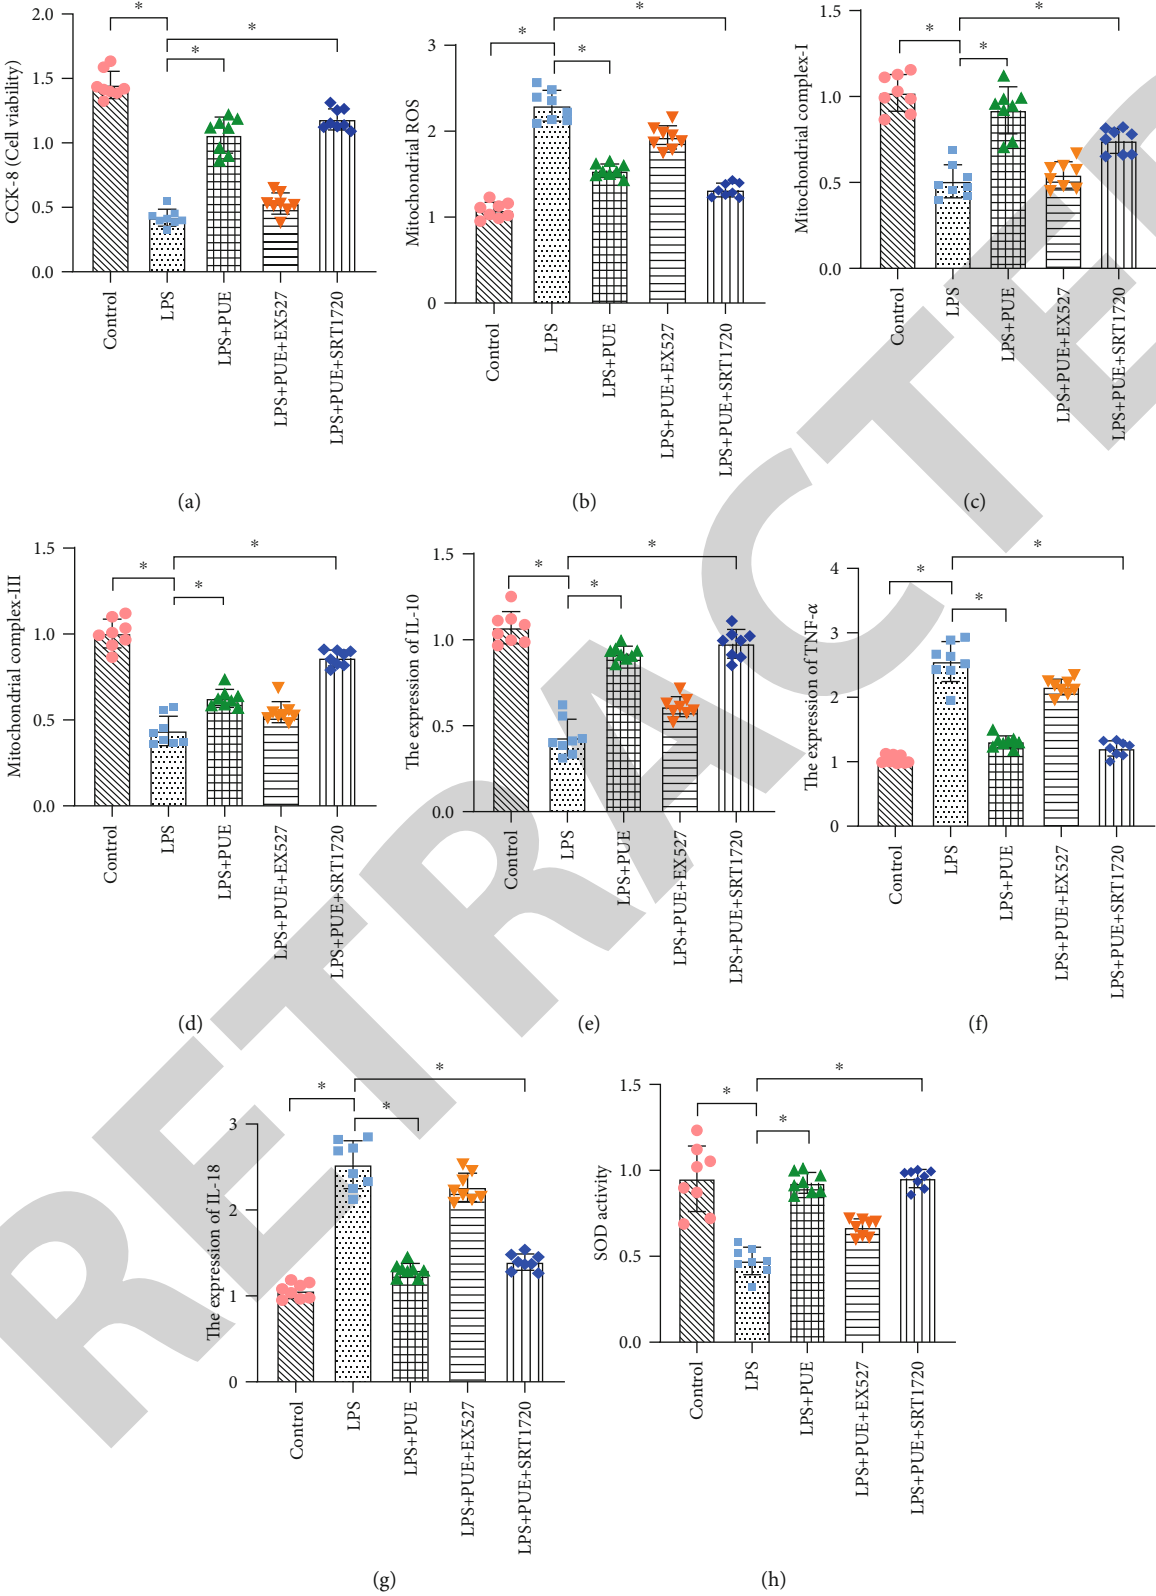 CCK-8 (Cell viability)
2.0
1.5
1.0
0.5
0.0
*
*
*
Control
LPS
LPS+PUE
LPS+PUE+EX527
LPS+PUE+SRT1720
(a)
Mitochondrial ROS
3
2
1
0
*
*
*
Control
LPS
LPS+PUE
LPS+PUE+EX527
LPS+PUE+SRT1720
(b)
Mitochondrial complex-I
1.5
1.0
0.5
0.0
*
*
*
Control
LPS
LPS+PUE
LPS+PUE+EX527
LPS+PUE+SRT1720
(c)
Mitochondrial complex-III
1.5
1.0
0.5
0.0
*
*
*
Control
LPS
LPS+PUE
LPS+PUE+EX527
LPS+PUE+SRT1720
(d)
The expression of IL-10
1.5
1.0
0.5
0.0
*
*
*
Control
LPS
LPS+PUE
LPS+PUE+EX527
LPS+PUE+SRT1720
(e)
The expression of TNF-α
4
3
2
1
0
*
*
*
Control
LPS
LPS+PUE
LPS+PUE+EX527
LPS+PUE+SRT1720
(f)
The expression of IL-18
3
2
1
0
*
*
*
Control
LPS
LPS+PUE
LPS+PUE+EX527
LPS+PUE+SRT1720
(g)
SOD activity
1.5
1.0
0.5
0.0
*
*
*
Control
LPS
LPS+PUE
LPS+PUE+EX527
LPS+PUE+SRT1720
(h)
RETRACTE